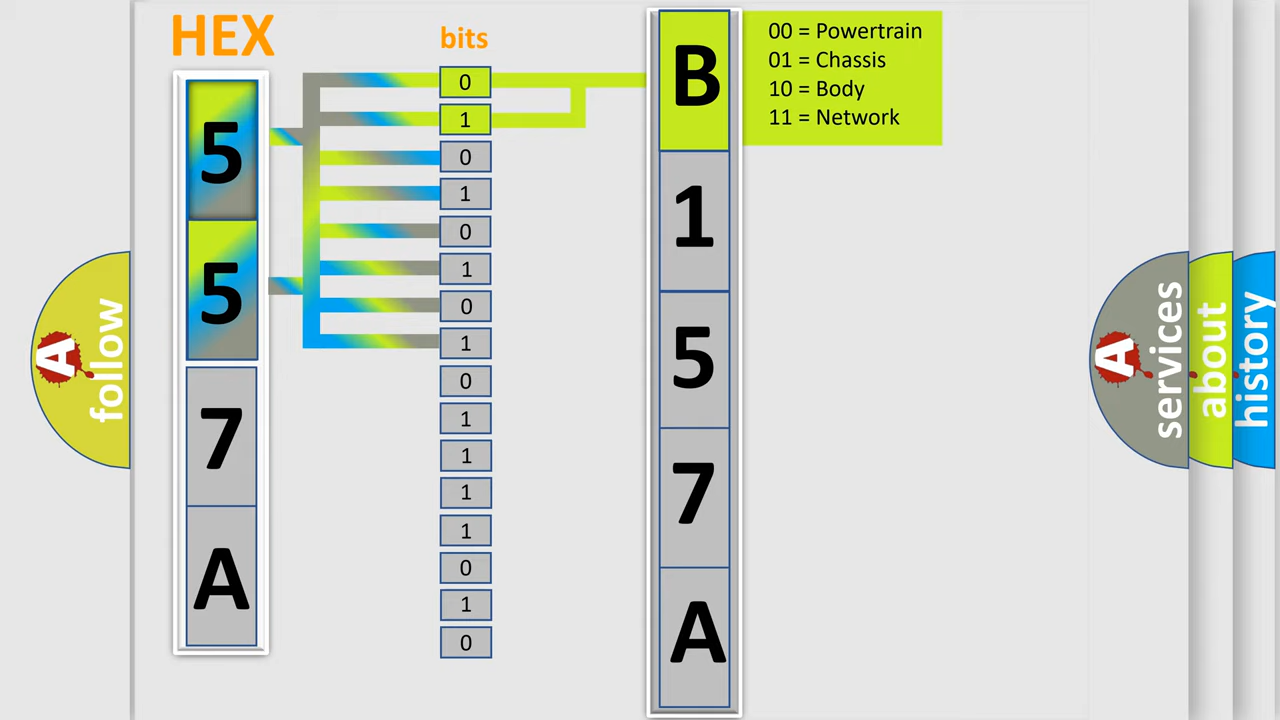 HEX
bits
5
5
7
A
0
1
0
1
0
1
0
1
0
1
1
1
1
0
1
0
B
1
5
7
A
00 = Powertrain
01 = Chassis
10 = Body
11 = Network
A
follow
A
services
about
history